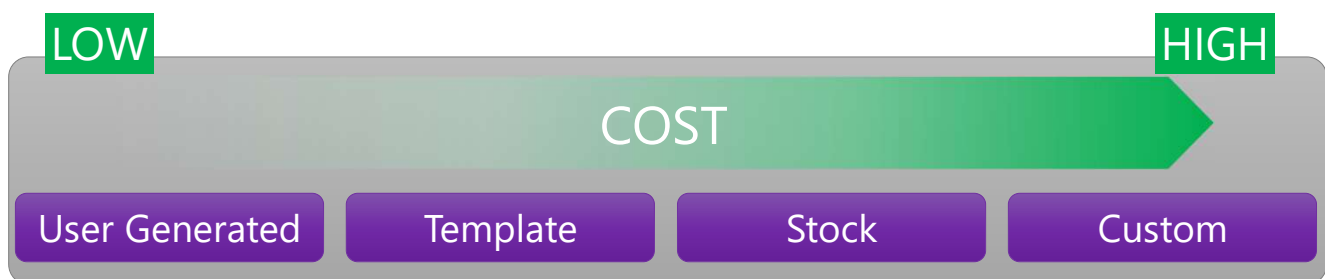 LOW
HIGH
COST
User Generated
Template
Stock
Custom